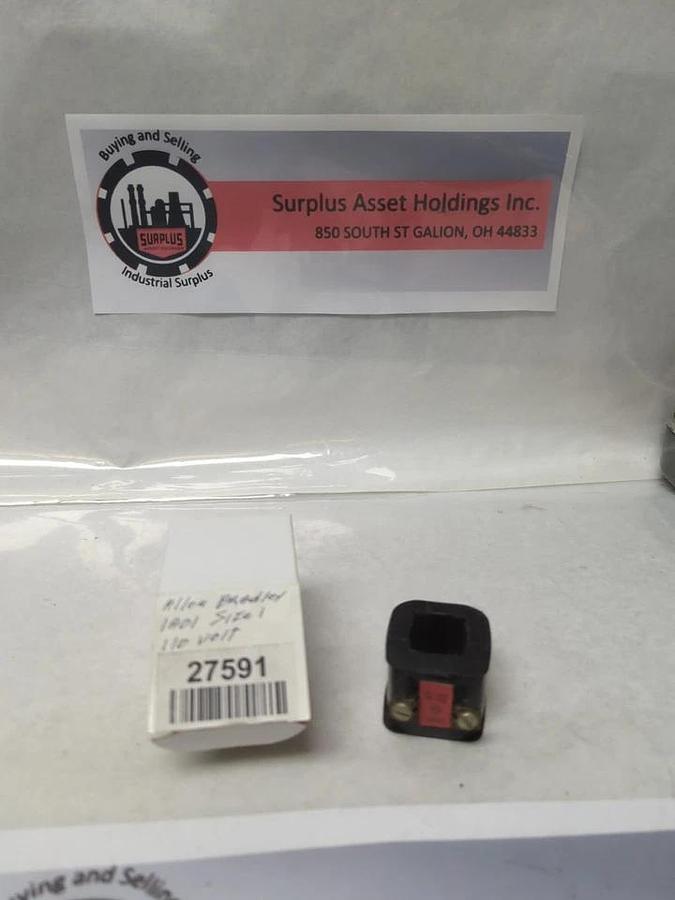 Buying and Selling
SURPLUS
Industrial Surplus
Surplus Asset Holdings Inc.
850 SOUTH ST GALION, OH 44833
Allen Bradley
Size 1
110 Volt
27591
ying and Sellin